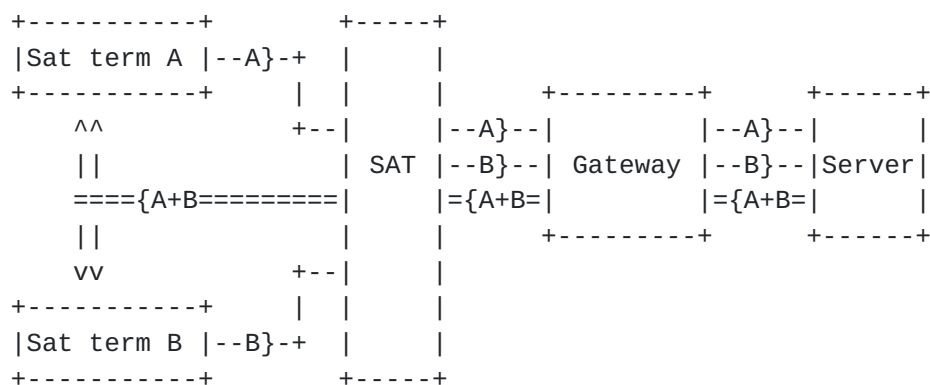 +-----------+        +-----+
|Sat term A |--A}-+  |     |
+-----------+     |  |     |      +---------+      +------+
    ^^            +--|     |--A}--|         |--A}--|      |
    ||               | SAT |--B}--| Gateway |--B}--|Server|
    ===={A+B=========|     |={A+B=|         |={A+B=|      |
    ||               |     |      +---------+      +------+
    vv            +--|     |
+-----------+     |  |     |
|Sat term B |--B}-+  |     |
+-----------+        +-----+